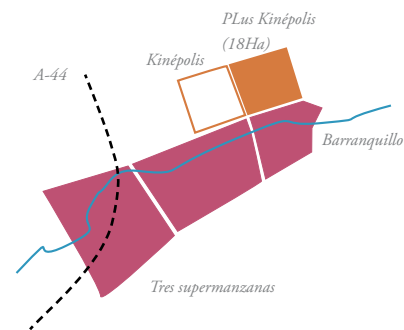 PLus Kinépolis
(18Ha)
Kinépolis
A-44
Barranquillo
Tres supermanzanas